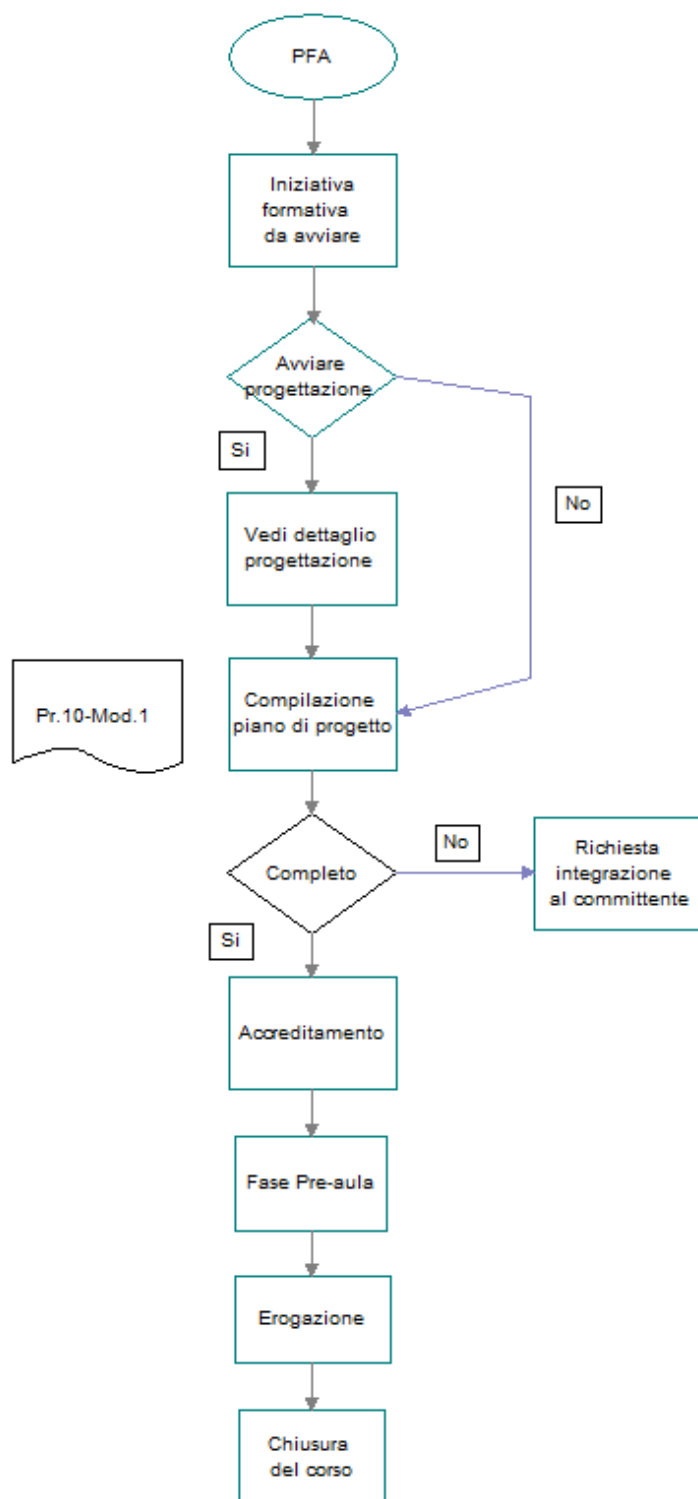 PFA
Iniziativa
formativa
da avviare
Avviare
progettazione
Si
No
Vedi dettaglio
progettazione
Pr.10-Mod.1
Compilazione
piano di progetto
Completo
No
Richiesta
integrazione
al committente
Si
Accreditamento
Fase Pre-aula
Erogazione
Chiusura
del corso